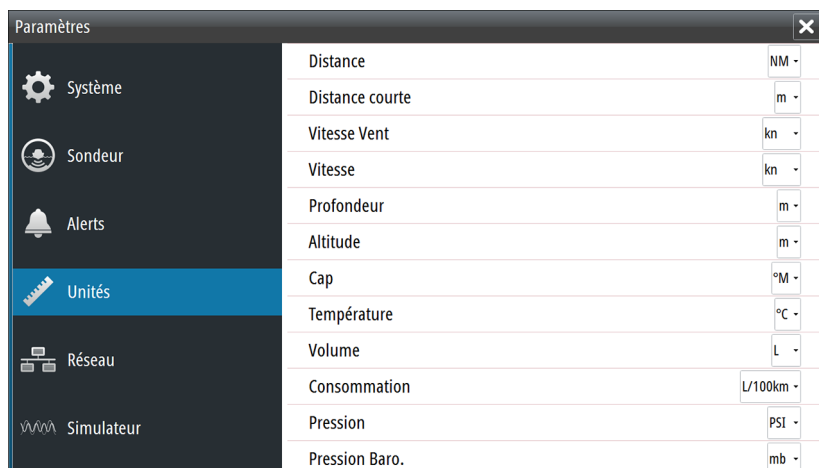 Paramètres
Système
Sondeur
Alerts
Unités
Réseau
Simulateur
Distance NM
Distance courte m
Vitesse Vent kn
Vitesse kn
Profondeur m
Altitude m
Cap °M
Température °C
Volume L
Consommation L/100km
Pression PSI
Pression Baro. mb